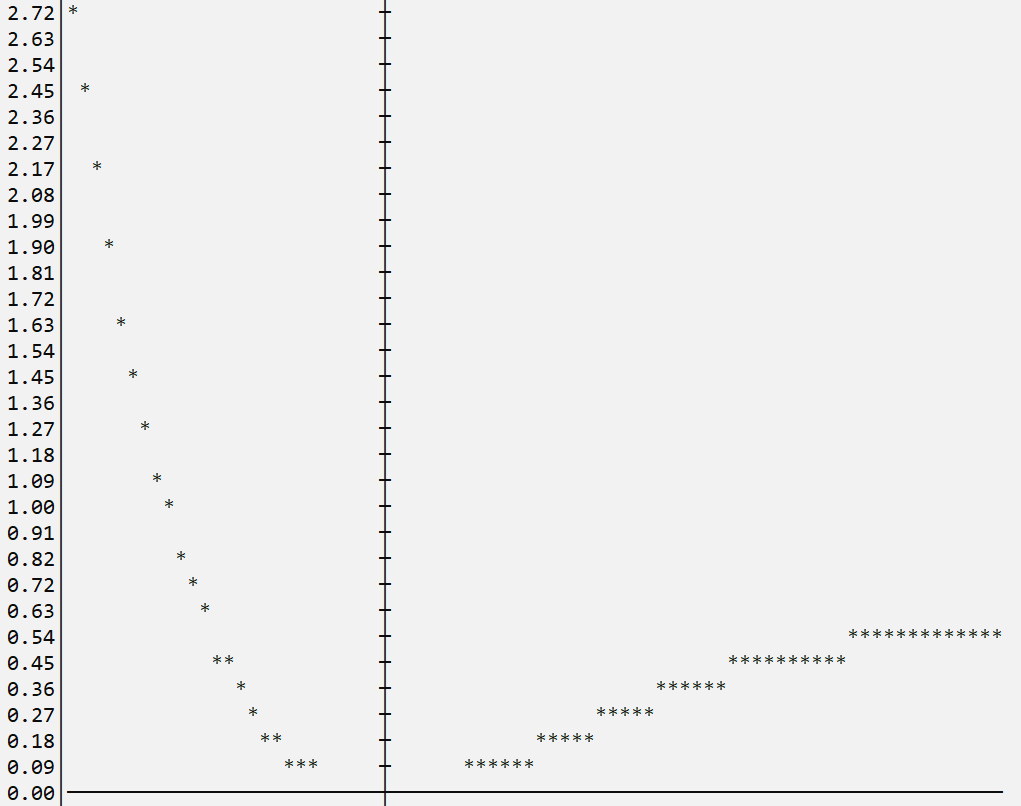 2.72│*                         ┼
2.63│                          ┼
2.54│                          ┼
2.45│ *                        ┼
2.36│                          ┼
2.27│                          ┼
2.17│  *                       ┼
2.08│                          ┼
1.99│                          ┼
1.90│   *                      ┼
1.81│                          ┼
1.72│                          ┼
1.63│    *                     ┼
1.54│                          ┼
1.45│     *                    ┼
1.36│                          ┼
1.27│      *                   ┼
1.18│                          ┼
1.09│       *                  ┼
1.00│        *                 ┼
0.91│                          ┼
0.82│         *                ┼
0.72│          *               ┼
0.63│           *              ┼
0.54│                          ┼                                      *************
0.45│            **            ┼                            **********
0.36│              *           ┼                      ******
0.27│               *          ┼                 *****
0.18│                **        ┼            *****
0.09│                  ***     ┼      ******
0.00│──────────────────────────┼───────────────────────────────────────────────────